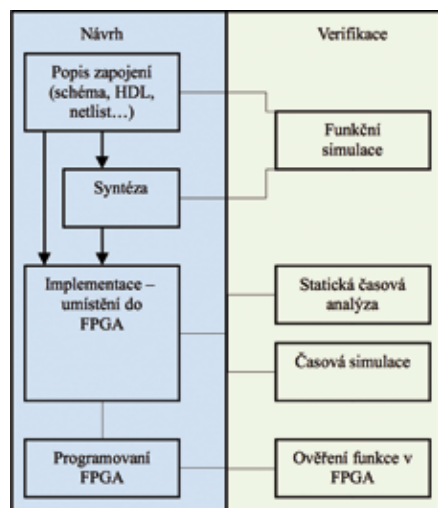 Návrh
Verifikace
Popis zapojení
(schéma, HDL,
netlist…)
Funkční
simulace
Syntéza
Implementace –
umístění do
FPGA
Statická časová
analýza
Časová simulace
Programovaní
FPGA
Ověření funkce v
FPGA